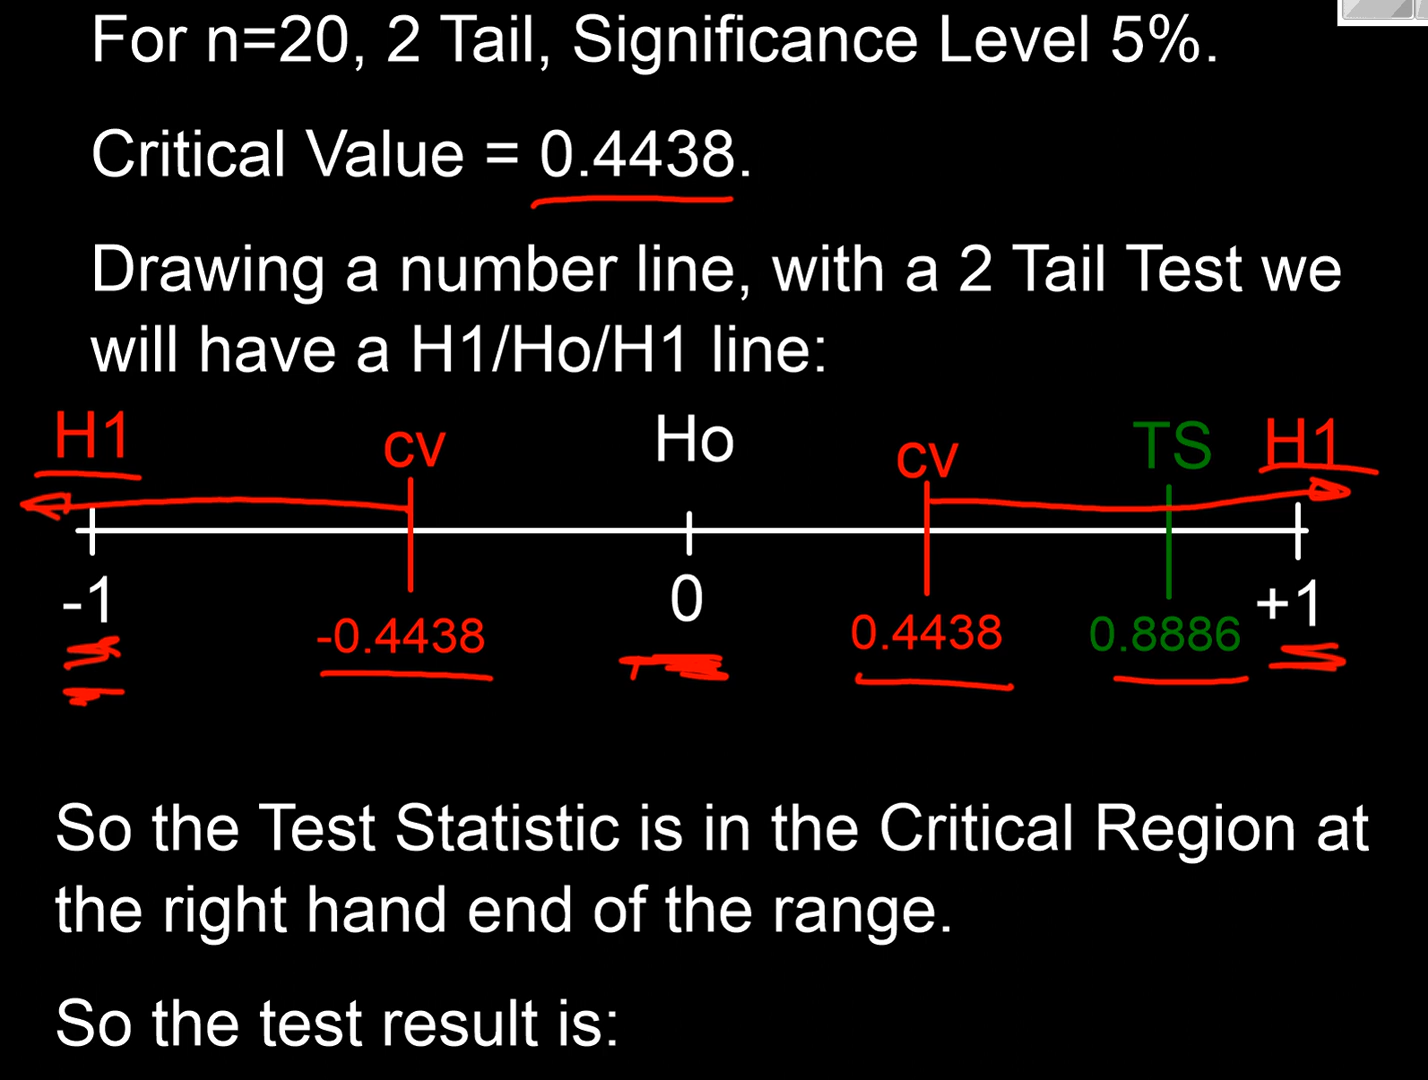 For n=20, 2 Tail, Significance Level 5%.
Critical Value = 0.4438.
Drawing a number line, with a 2 Tail Test we
will have a H1/Ho/H1 line:
H1 CV Ho CV TS H1
-1 -0.4438 0 0.4438 0.8886 +1
So the Test Statistic is in the Critical Region at
the right hand end of the range.
So the test result is: